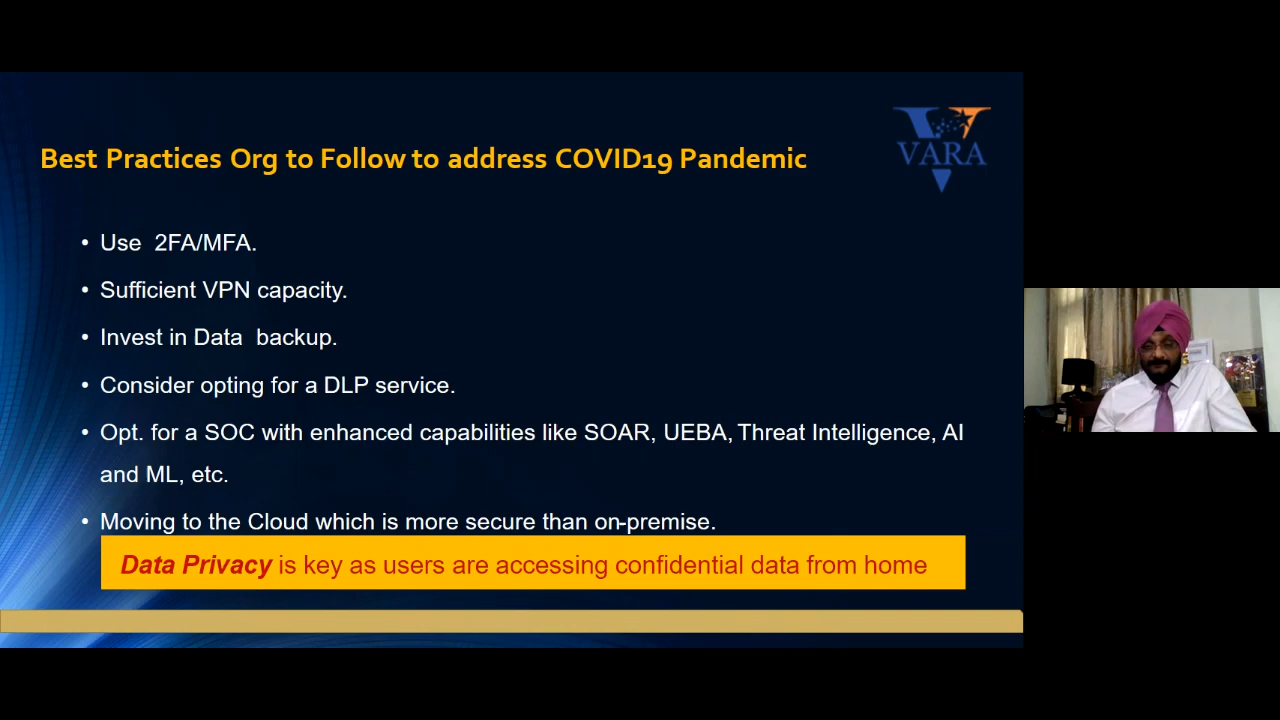 VARA
Best Practices Org to Follow to address COVID19 Pandemic
• Use  2FA/MFA.
• Sufficient VPN capacity.
• Invest in Data  backup.
• Consider opting for a DLP service.
• Opt. for a SOC with enhanced capabilities like SOAR, UEBA, Threat Intelligence, AI
and ML, etc.
• Moving to the Cloud which is more secure than on-premise.
Data Privacy is key as users are accessing confidential data from home